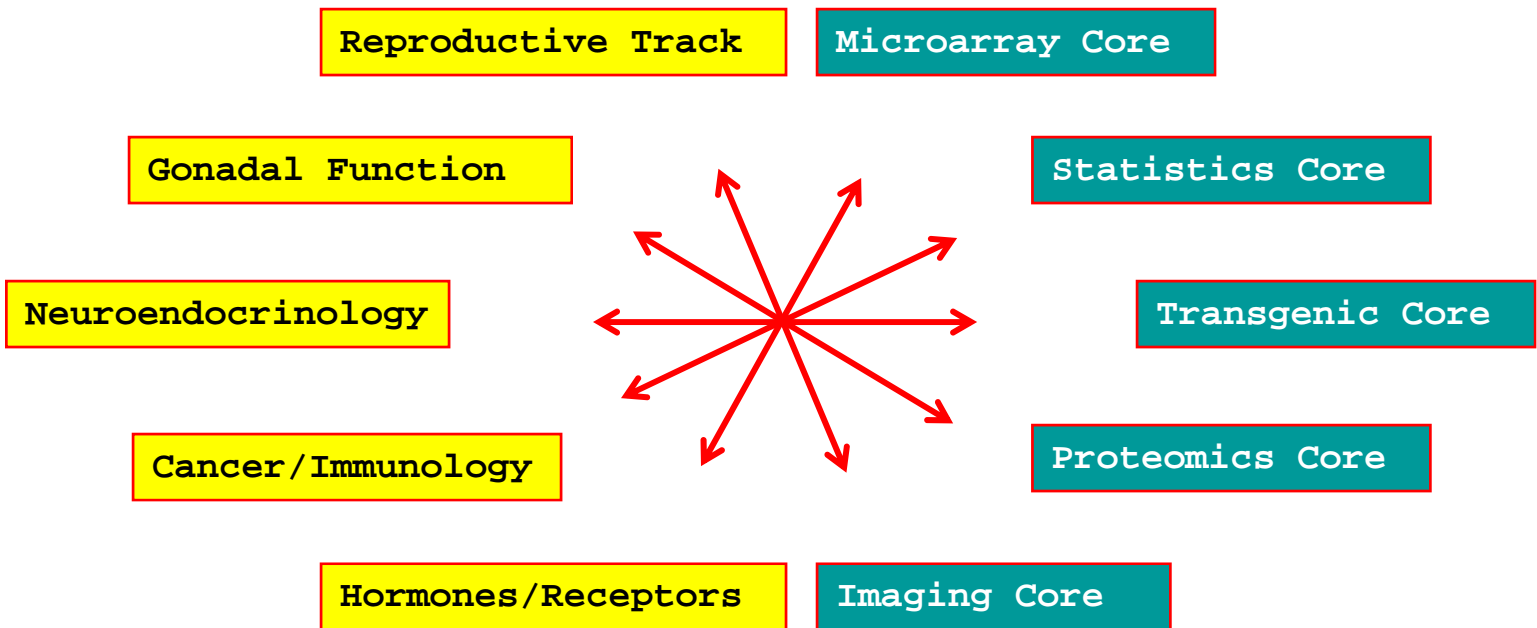 Reproductive Track
Microarray Core
Gonadal Function
Statistics Core
Neuroendocrinology
Transgenic Core
Cancer/Immunology
Proteomics Core
Hormones/Receptors
Imaging Core